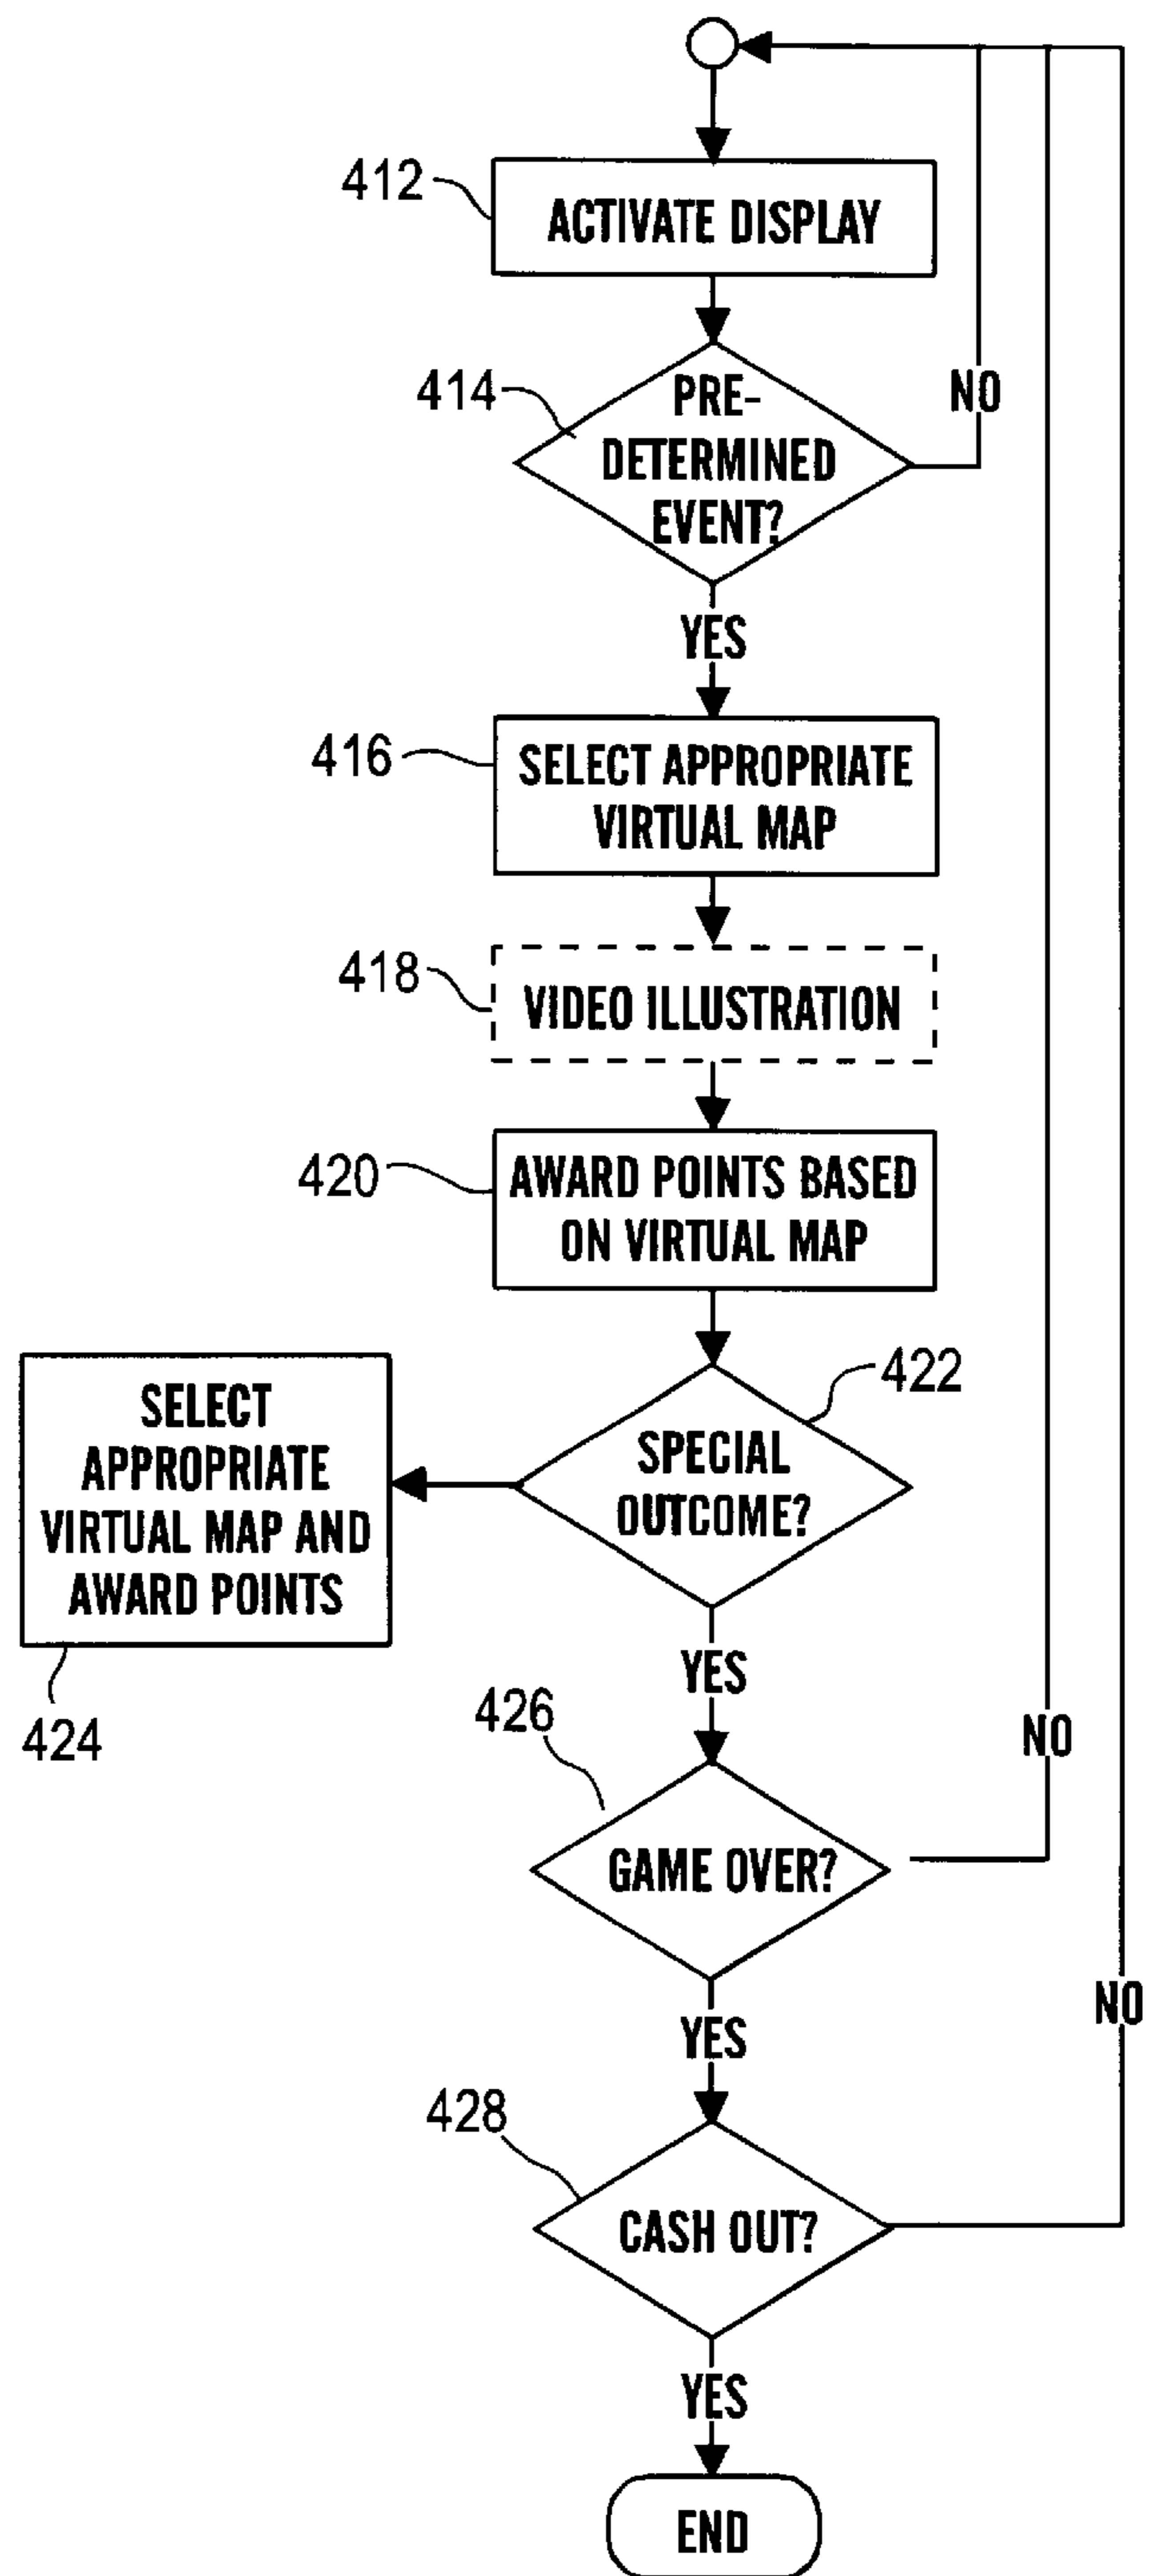 412
ACTIVATE DISPLAY
414
PRE-
DETERMINED
EVENT?
NO
YES
416
SELECT APPROPRIATE
VIRTUAL MAP
418
VIDEO ILLUSTRATION
420
AWARD POINTS BASED
ON VIRTUAL MAP
422
SPECIAL
OUTCOME?
SELECT
APPROPRIATE
VIRTUAL MAP AND
AWARD POINTS
424
YES
426
GAME OVER?
NO
YES
428
CASH OUT?
NO
YES
END